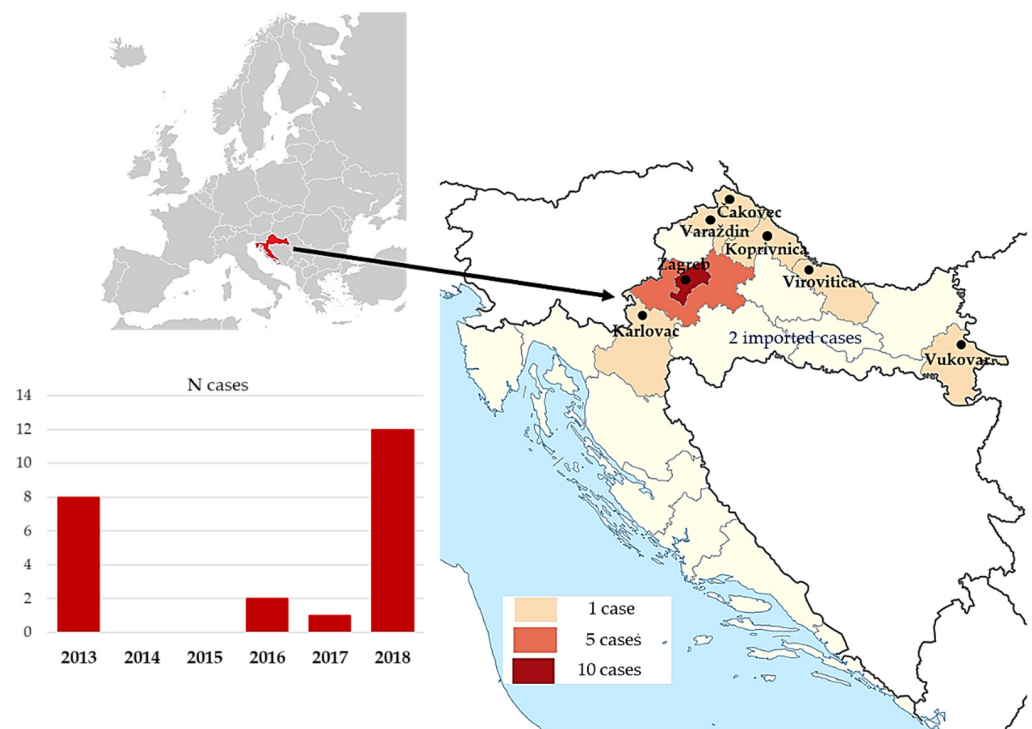 Čakovec
Varaždin
Koprivnica
Zagreb
Virovitica
Karlovac
2 imported cases
Vukovar
N cases
14
12
10
8
6
4
2
0
2013 2014 2015 2016 2017 2018
1 case
5 cases
10 cases